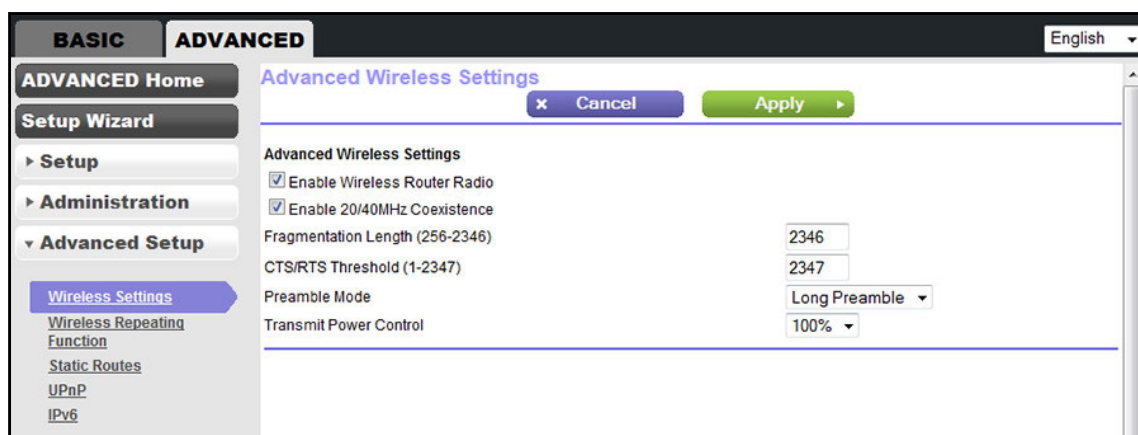 BASIC
ADVANCED
English
ADVANCED Home
Setup Wizard
Setup
Administration
Advanced Setup
Wireless Settings
Wireless Repeating
Function
Static Routes
UPnP
IPv6
Advanced Wireless Settings
Cancel
Apply
Advanced Wireless Settings
Enable Wireless Router Radio
Enable 20/40MHz Coexistence
Fragmentation Length (256-2346) 2346
CTS/RTS Threshold (1-2347) 2347
Preamble Mode Long Preamble
Transmit Power Control 100%